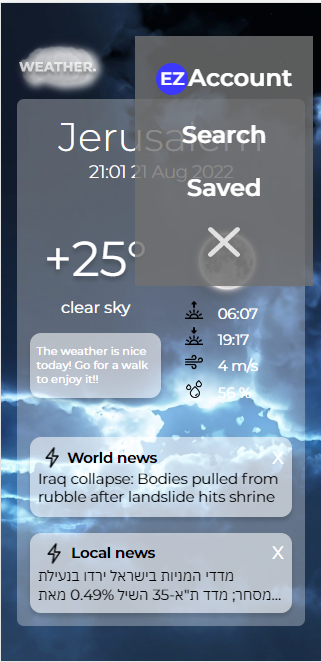 WEATHER.
EZ Account
Search
Saved
Jerusalem
21:01 21 Aug 2022
+25°
clear sky
06:07
19:17
4 m/s
56 %
The weather is nice
today! Go for a walk
to enjoy it!!
World news X
Iraq collapse: Bodies pulled from
rubble after landslide hits shrine
Local news X
מדדי המניות בישראל ירדו בנעילת
מסחר; מדד ת"א-35 השיל 0.49% מאת...